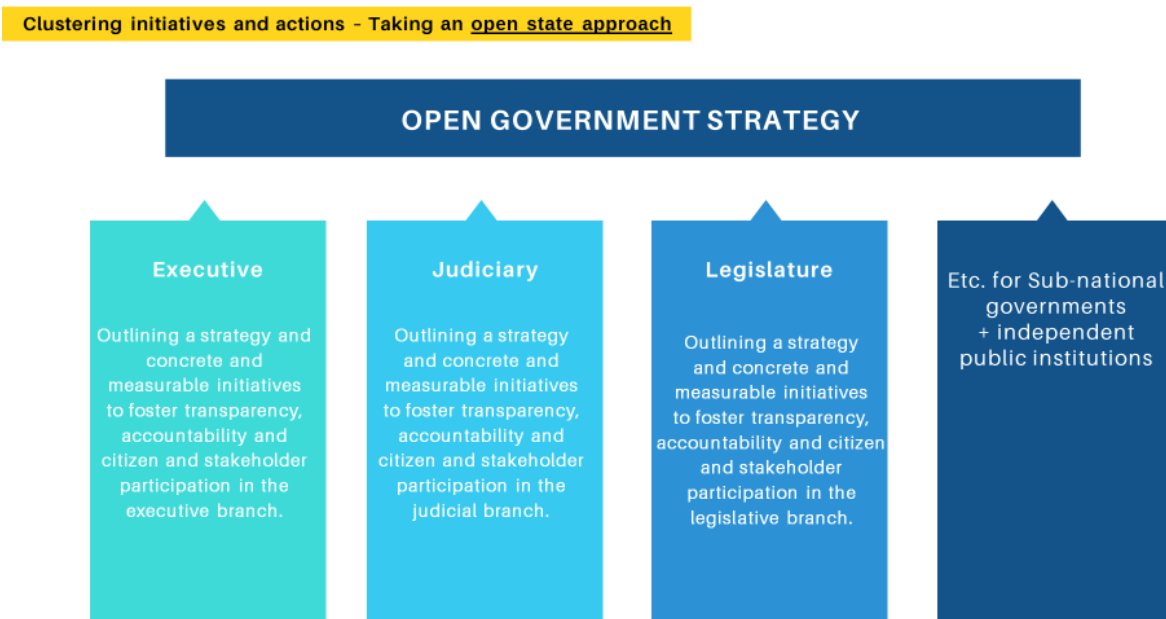 Clustering initiatives and actions – Taking an open state approach
OPEN GOVERNMENT STRATEGY
Executive
Outlining a strategy and
concrete and
measurable initiatives
to foster transparency,
accountability and
citizen and stakeholder
participation in the
executive branch.
Judiciary
Outlining a strategy
and concrete and
measurable initiatives
to foster transparency,
accountability and
citizen and stakeholder
participation in the
judicial branch.
Legislature
Outlining a strategy
and concrete and
measurable initiatives
to foster transparency,
accountability and citizen
and stakeholder
participation in the
legislative branch.
Etc. for Sub-national
governments
+ independent
public institutions